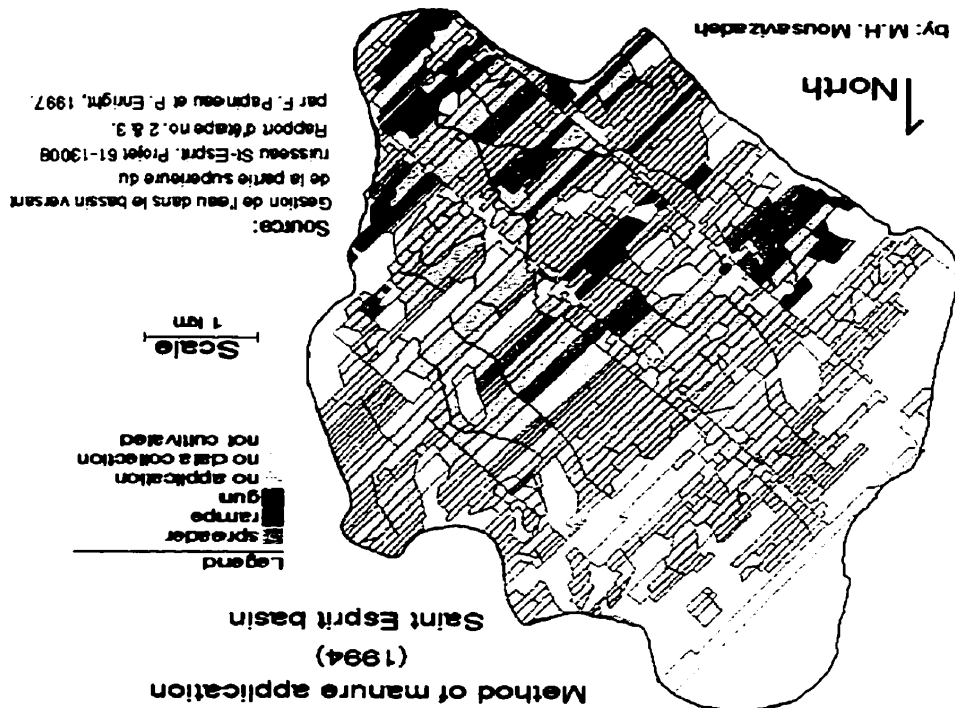 Method of manure application
(1994)
Saint Esprit basin
Legend
spreader
rampe
gun
no application
no data collection
not cultivated
Scale
1 km
Source:
Gestion de l'eau dans le bassin versant
de la partie superieure du
ruisseau St-Esprit. Projet 61-13008
Rapport d'étape no. 2 & 3.
par F. Papineau et P. Enright, 1997.
North
by: M.H. Mousavizadeh